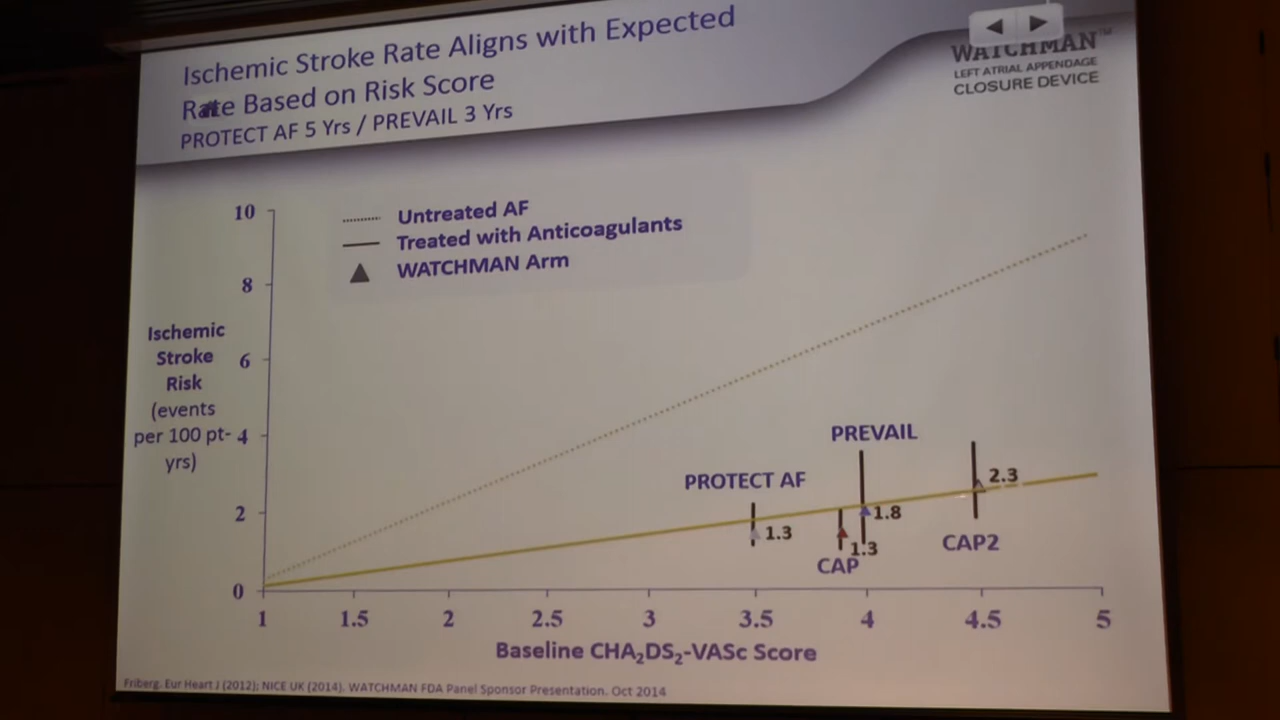 Ischemic Stroke Rate Aligns with Expected
Rate Based on Risk Score
PROTECT AF 5 Yrs / PREVAIL 3 Yrs
WATCHMAN™
LEFT ATRIAL APPENDAGE
CLOSURE DEVICE
Untreated AF
Treated with Anticoagulants
WATCHMAN Arm
Ischemic
Stroke
Risk
(events
per 100 pt-
yrs)
10
8
6
4
2
0
PREVAIL
PROTECT AF
2.3
1.8
1.3
1.3
CAP2
CAP
1 1.5 2 2.5 3 3.5 4 4.5 5
Baseline CHA₂DS₂-VASc Score
Friberg. Eur Heart J (2012); NICE UK (2014). WATCHMAN FDA Panel Sponsor Presentation. Oct 2014